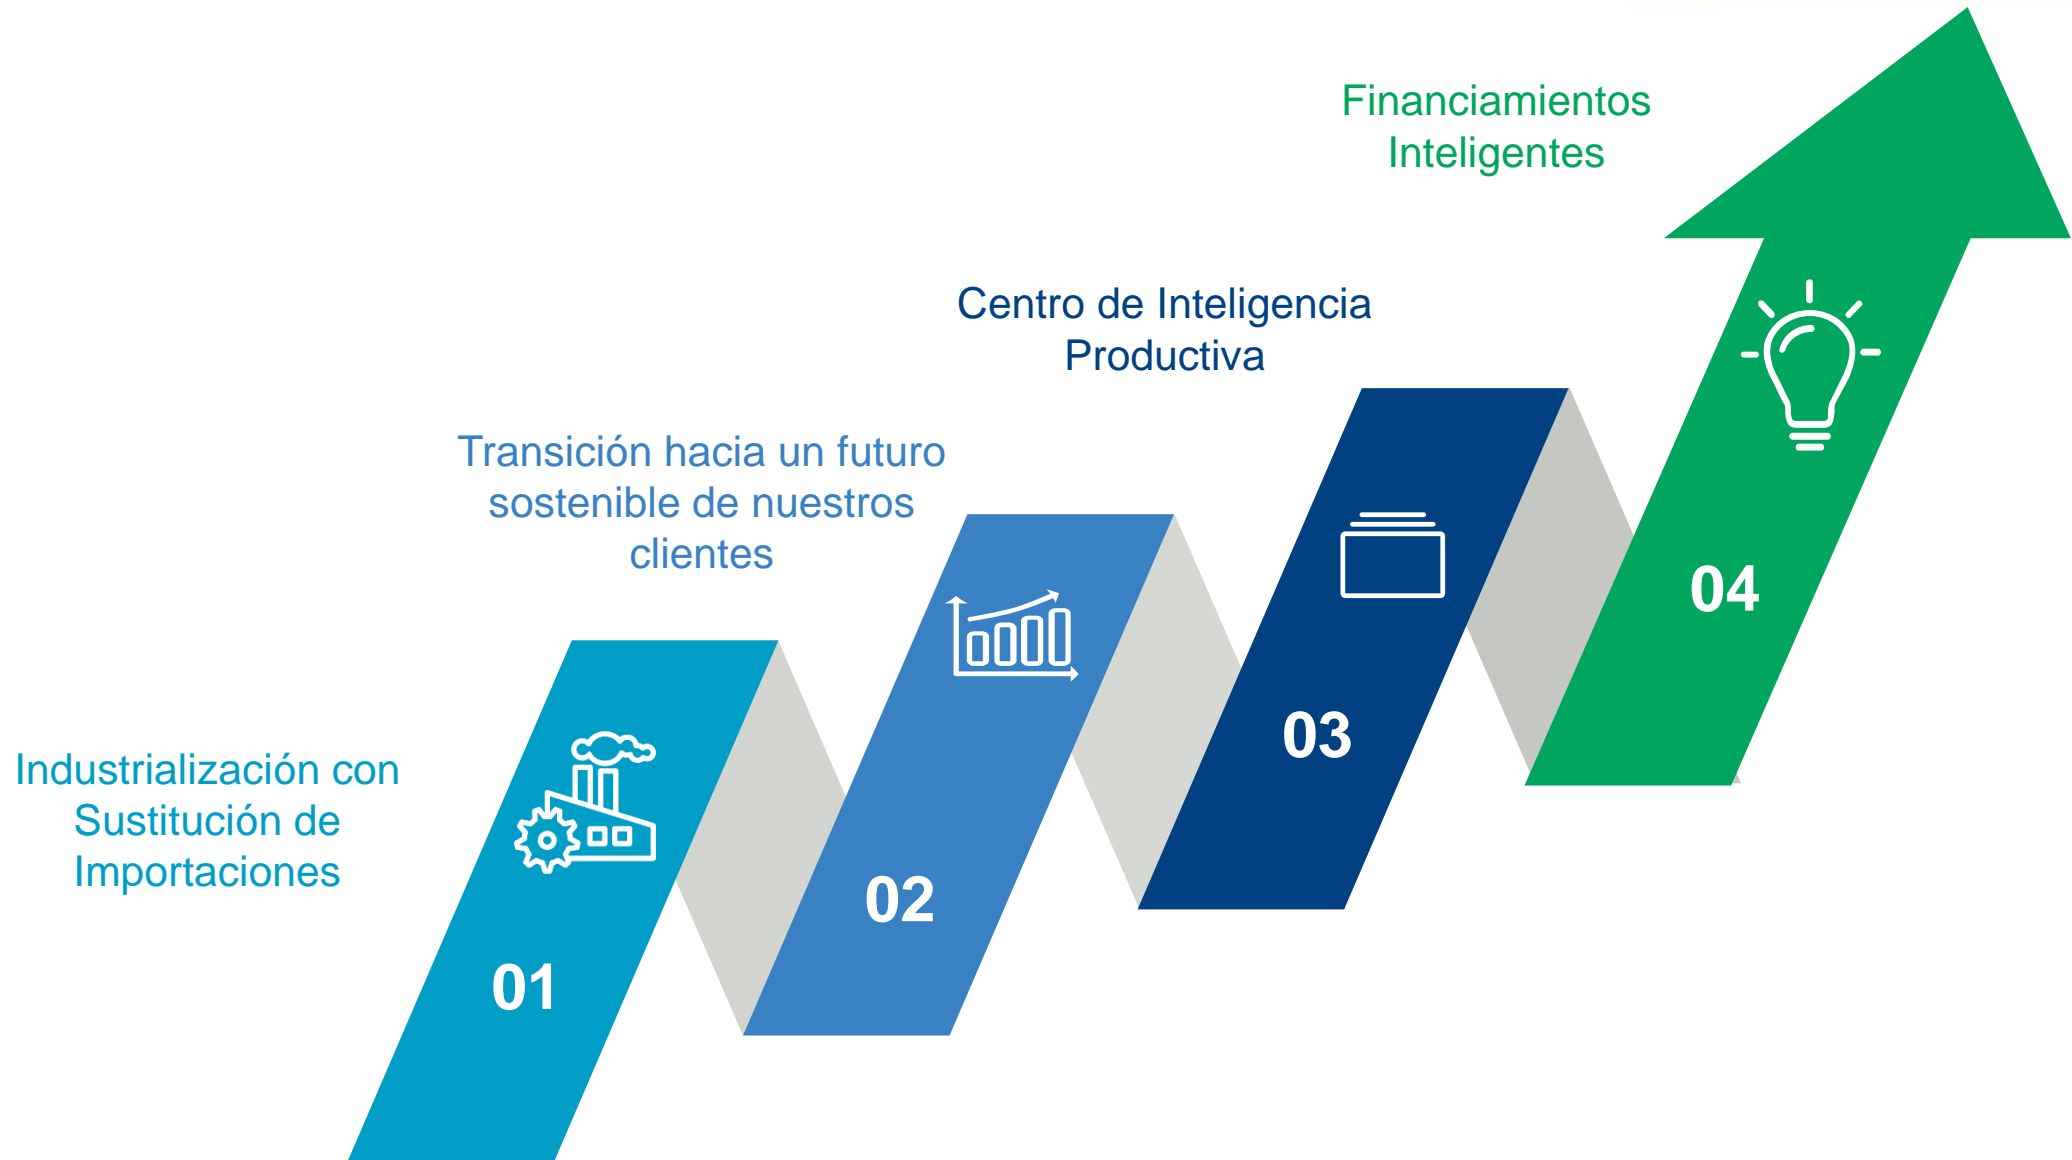 Financiamientos
Inteligentes
Centro de Inteligencia
Productiva
Transición hacia un futuro
sostenible de nuestros
clientes
Industrialización con
Sustitución de
Importaciones
01
02
03
04